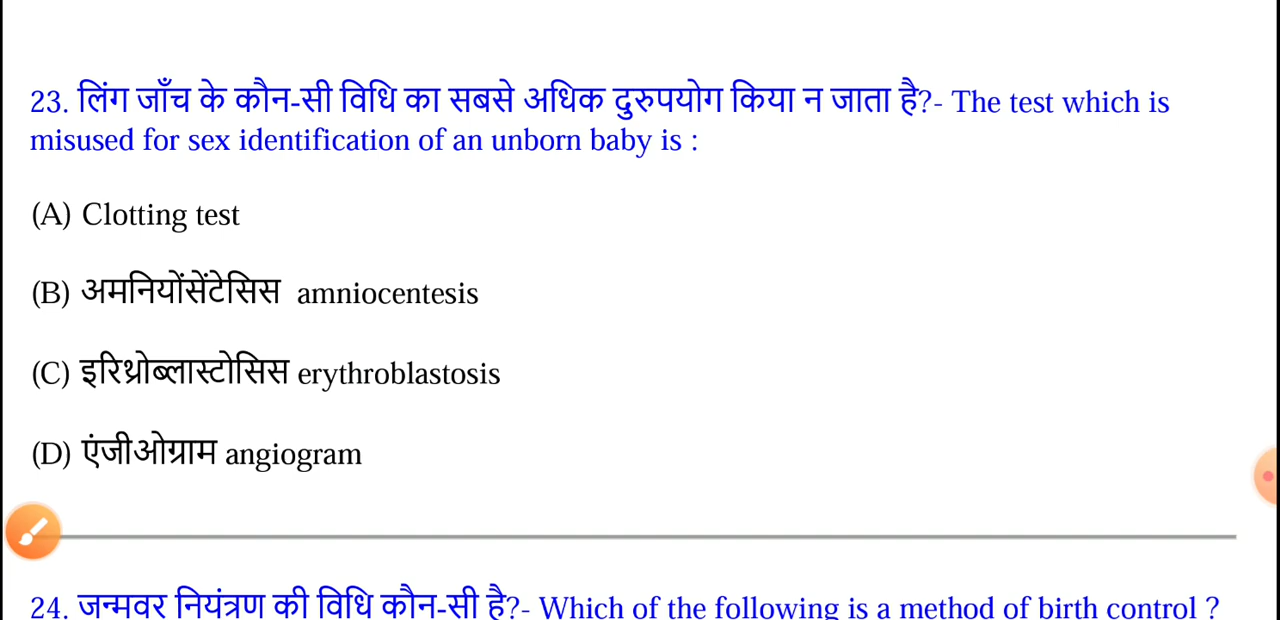 23. लिंग जाँच के कौन-सी विधि का सबसे अधिक दुरुपयोग किया न जाता है?- The test which is
misused for sex identification of an unborn baby is :
(A) Clotting test
(B) अमनियोंसेंटेसिस amniocentesis
(C) इरिथ्रोब्लास्टोसिस erythroblastosis
(D) एंजीओग्राम angiogram
24. जन्मवर नियंत्रण की विधि कौन-सी है?- Which of the following is a method of birth control ?